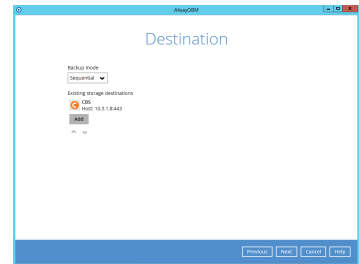 AhsayOBM
Destination
Backup mode
Sequential
Existing storage destinations
CBS
Host: 10.3.1.8:443
Add
Previous Next Cancel Help